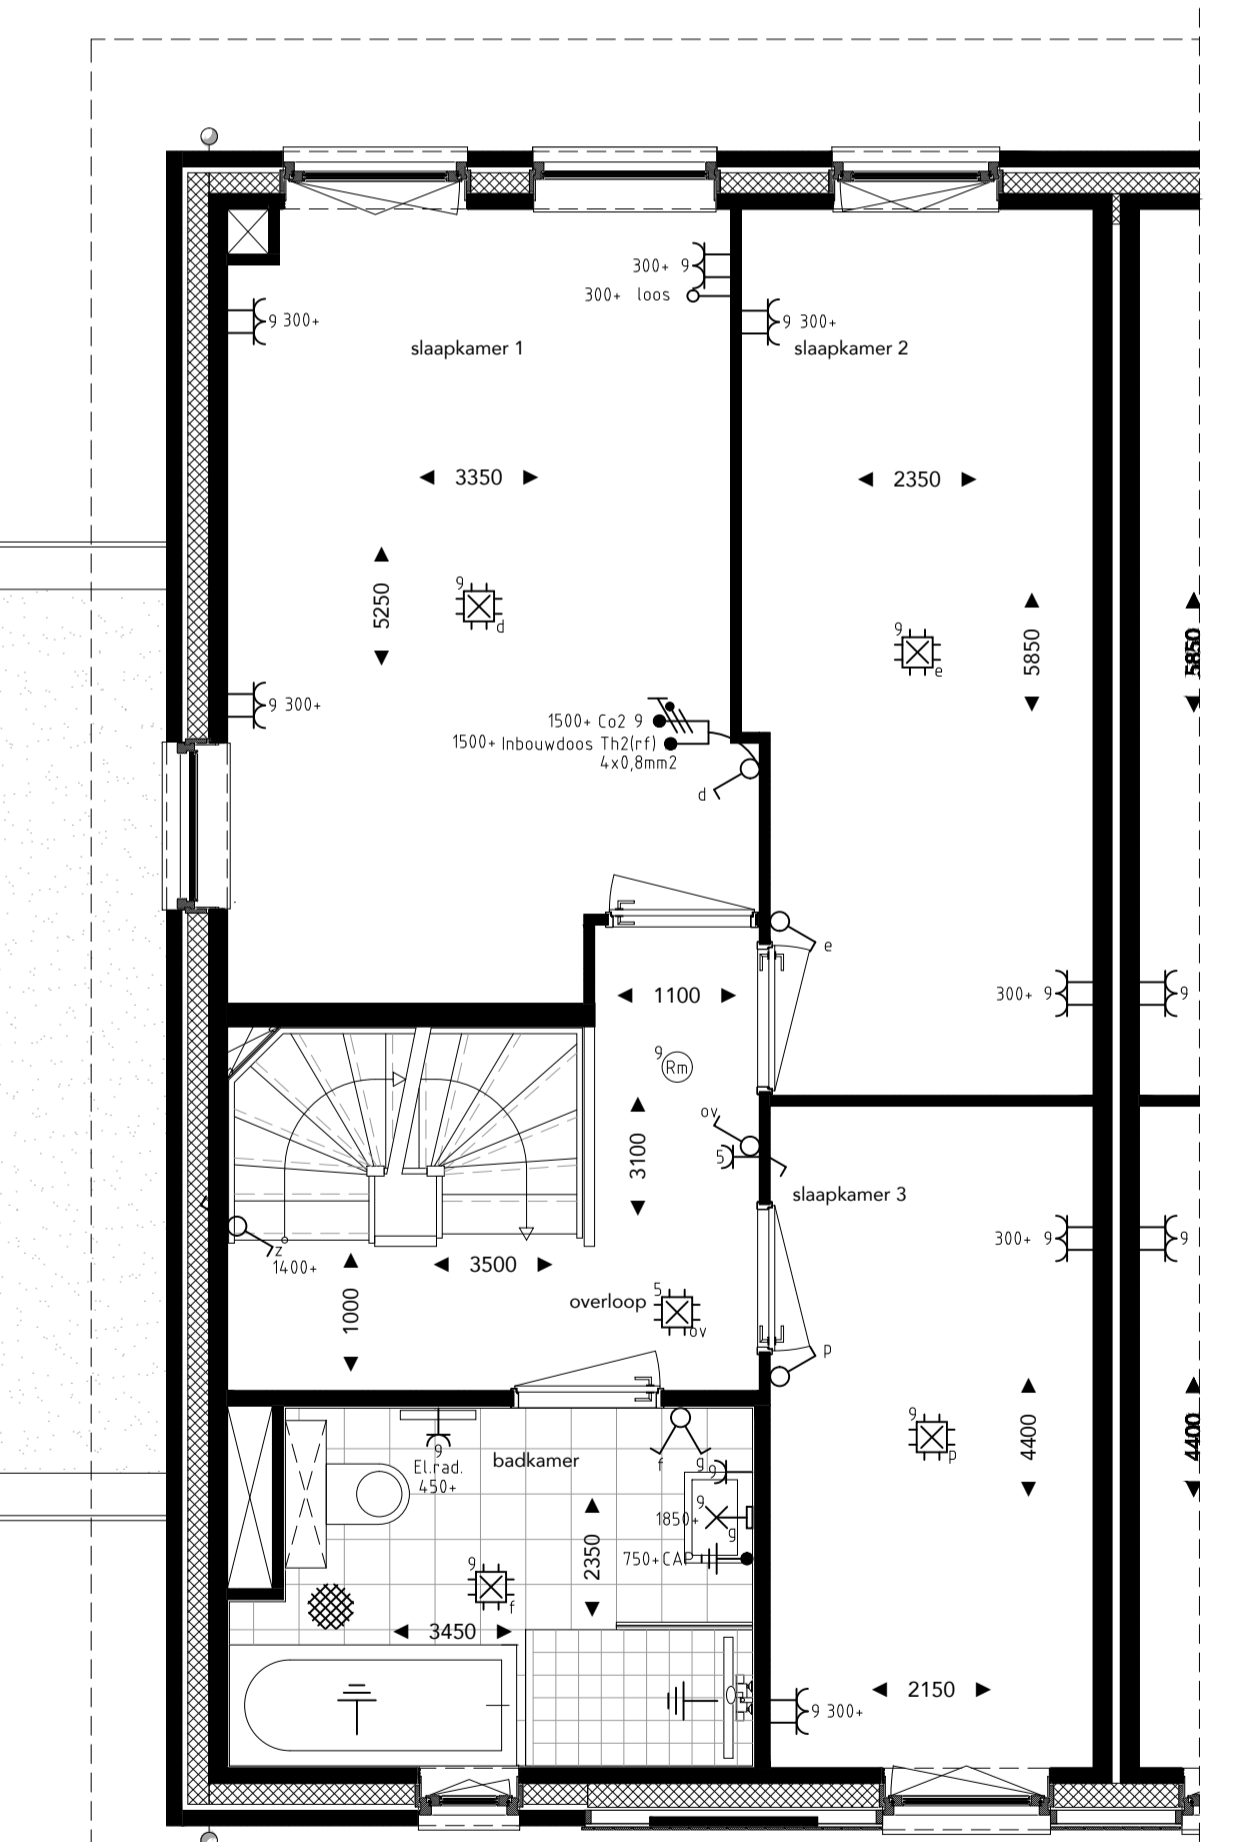 300+ 9
300+ loos
9 300+
9 300+
slaapkamer 1
slaapkamer 2
3350
2350
5250
9
d
9
e
5850
5850
9 300+
1500+ Co2 9
1500+ Inbouwdoos Th2(rf)
4x0,8mm2
d
e
1100
300+ 9
9
9
Rm
ov
3100
5
slaapkamer 3
z
1400+
3500
300+ 9
9
1000
overloop
5
ov
p
9
p
4400
4400
9
El.rad.
450+
badkamer
f
g
9
9
1850+
g
750+CAP
2350
9
f
3450
2150
9 300+